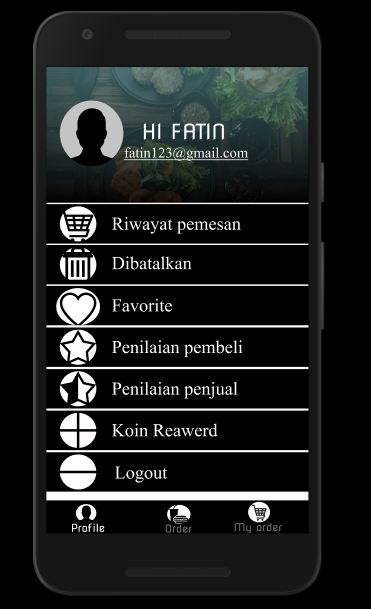 HI FATIN
fatin123@gmail.com
Riwayat pemesan
Dibatalkan
Favorite
Penilaian pembeli
Penilaian penjual
Koin Reawerd
Logout
Profile
Order
My order